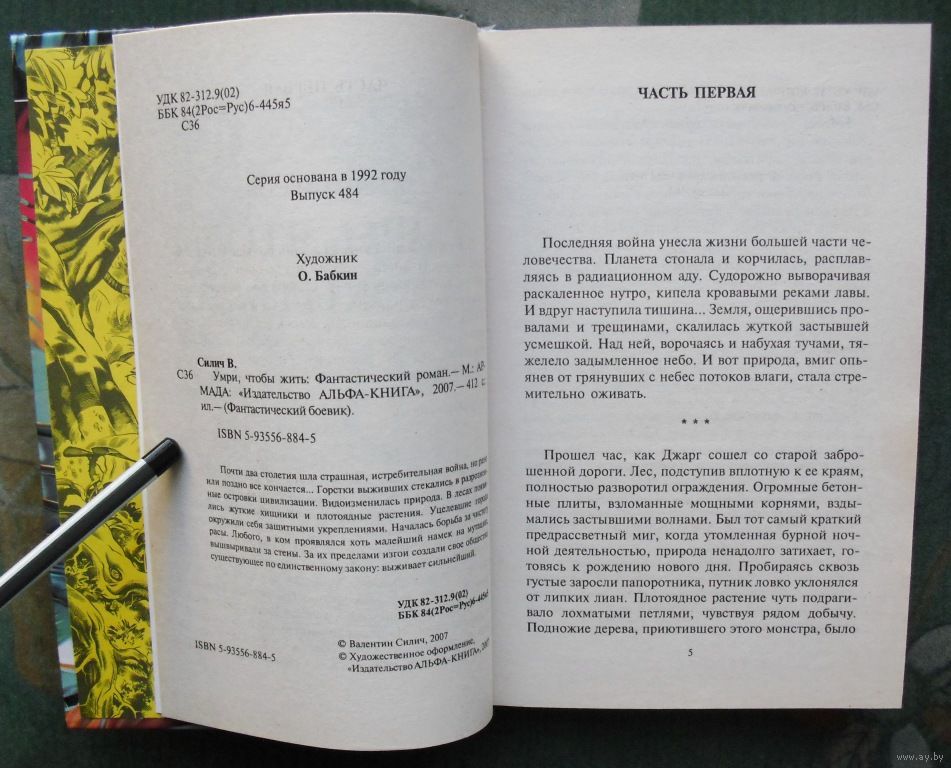 УДК 82-312.9(02)
ББК 84(2Рос=Рус)6-445я5
С36
Серия основана в 1992 году
Выпуск 484
Художник
О. Бабкин
Силич В.
С36 Умри, чтобы жить: Фантастический роман.— М.: АР-
МАДА: «Издательство АЛЬФА-КНИГА», 2007.— 412 с.:
ил.— (Фантастический боевик).
ISBN 5-93556-884-5
Почти два столетия шла страшная, истребительная война, но рано
или поздно все кончается... Горстки выживших стекались в разрознен-
ные островки цивилизации. Видоизменилась природа. В лесах появи-
лись жуткие хищники и плотоядные растения. Уцелевшие города
окружили себя защитными укреплениями. Началась борьба за чистоту
расы. Любого, в ком проявлялся хоть малейший намек на мутацию,
вышвыривали за стены. За их пределами изгои создали свое общество,
существующее по единственному закону: выживает сильнейший.
УДК 82-312.9(02)
ББК 84(2Рос=Рус)6-445я5
© Валентин Силич, 2007
© Художественное оформление,
ISBN 5-93556-884-5
«Издательство АЛЬФА-КНИГА», 2007
ЧАСТЬ ПЕРВАЯ
Последняя война унесла жизни большей части че-
ловечества. Планета стонала и корчилась, расплав-
ляясь в радиационном аду. Судорожно выворачивая
раскаленное нутро, кипела кровавыми реками лавы.
И вдруг наступила тишина... Земля, ощерившись про-
валами и трещинами, скалилась жуткой застывшей
усмешкой. Над ней, ворочаясь и набухая тучами, тя-
жело задымленное небо. И вот природа, вмиг опь-
янев от грянувших с небес потоков влаги, стала стре-
мительно оживать.
* * *
Прошел час, как Джарг сошел со старой забро-
шенной дороги. Лес, подступив вплотную к ее краям,
полностью разворотил ограждения. Огромные бетон-
ные плиты, взломанные мощными корнями, взды-
мались застывшими волнами. Был тот самый краткий
предрассветный миг, когда утомленная бурной ноч-
ной деятельностью, природа ненадолго затихает, го-
товясь к рождению нового дня. Пробираясь сквозь
густые заросли папоротника, путник ловко уклонялся
от липких лиан. Плотоядное растение чуть подраги-
вало лохматыми петлями, чувствуя рядом добычу.
Подножие дерева, приютившего этого монстра, было
5
www.ay.by